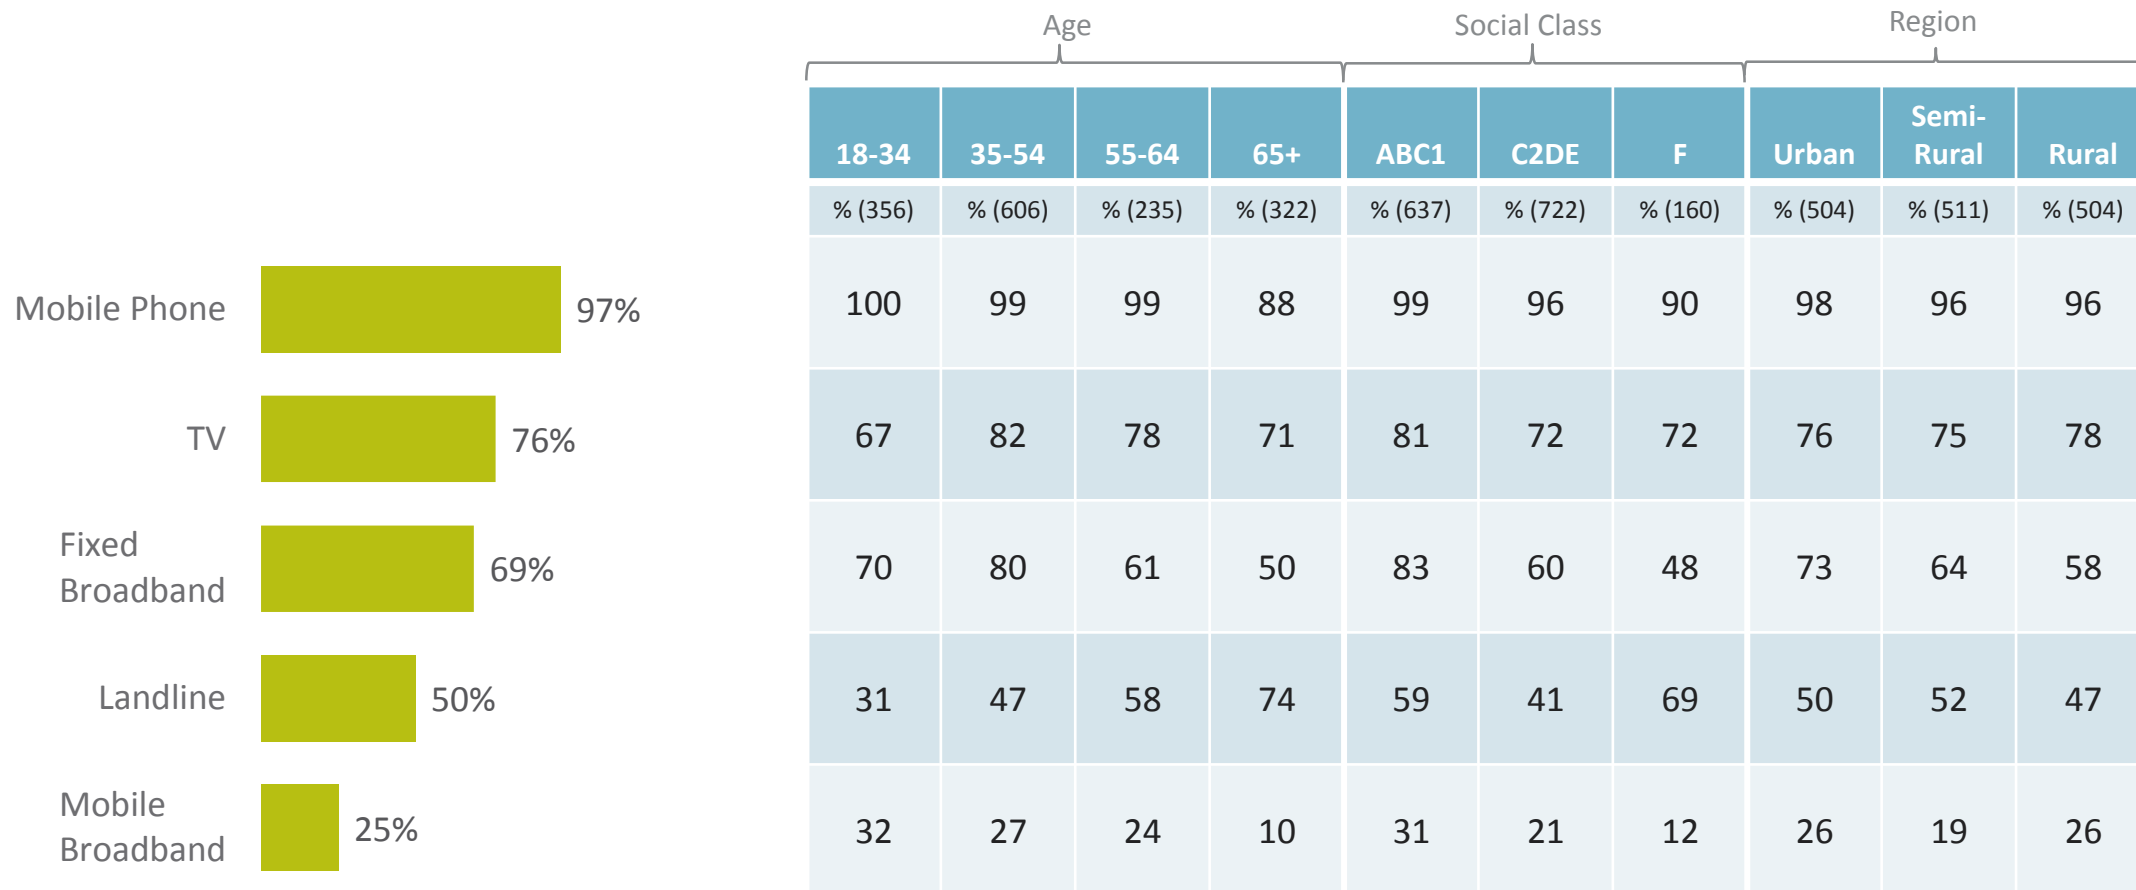 Age Social Class Region
18-34 35-54 55-64 65+ ABC1 C2DE F Urban Semi-
Rural Rural
% (356) % (606) % (235) % (322) % (637) % (722) % (160) % (504) % (511) % (504)
Mobile Phone 97% 100 99 99 88 99 96 90 98 96 96
TV 76% 67 82 78 71 81 72 72 76 75 78
Fixed
Broadband 69% 70 80 61 50 83 60 48 73 64 58
Landline 50% 31 47 58 74 59 41 69 50 52 47
Mobile
Broadband 25% 32 27 24 10 31 21 12 26 19 26